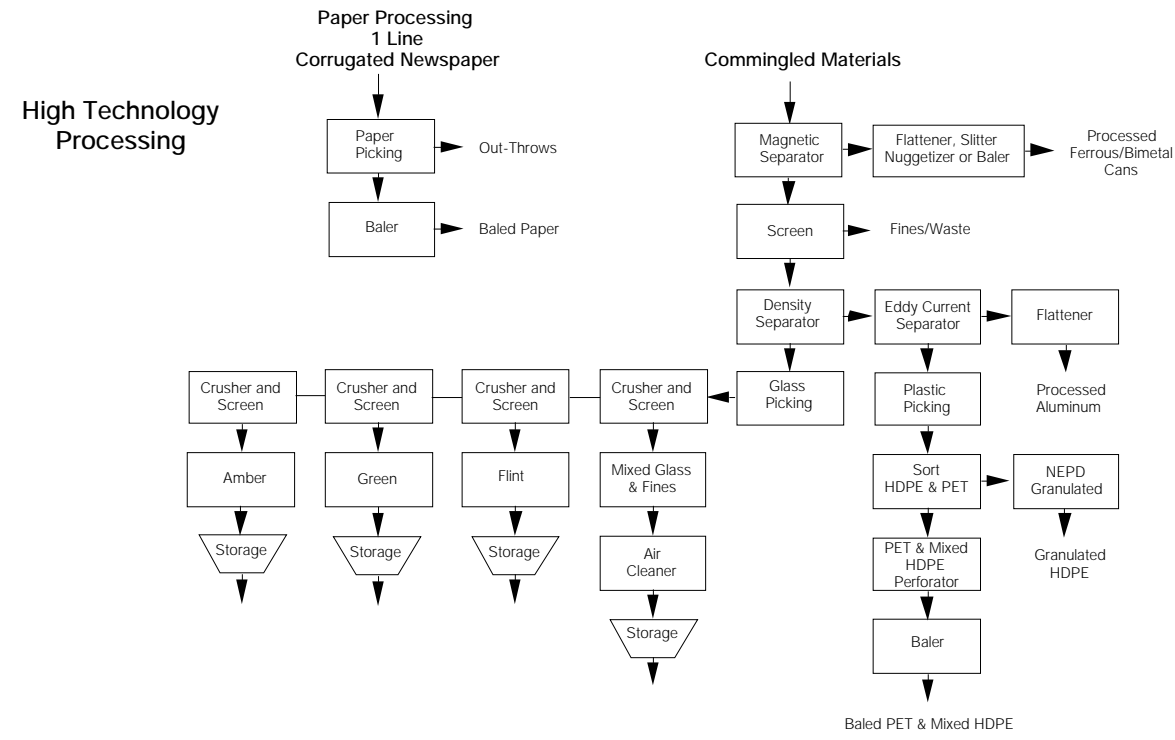 Paper Processing
1 Line
Corrugated Newspaper
Commingled Materials
High Technology
Processing
Paper
Picking
Out-Throws
Magnetic
Separator
Flattener, Slitter
Nuggetizer or Baler
Processed
Ferrous/Bimetal
Cans
Baler
Baled Paper
Screen
Fines/Waste
Density
Separator
Eddy Current
Separator
Flattener
Crusher and
Screen
Crusher and
Screen
Crusher and
Screen
Crusher and
Screen
Glass
Picking
Plastic
Picking
Processed
Aluminum
Amber
Green
Flint
Mixed Glass
& Fines
Sort
HDPE & PET
NEPD
Granulated
Storage
Storage
Storage
Air
Cleaner
PET & Mixed
HDPE
Perforator
Granulated
HDPE
Storage
Baler
Baled PET & Mixed HDPE